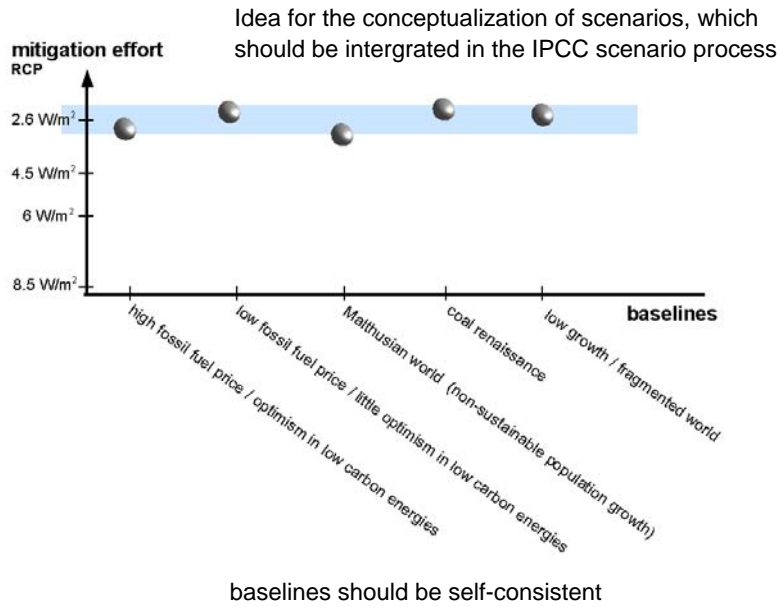 Idea for the conceptualization of scenarios, which
should be intergrated in the IPCC scenario process
mitigation effort
RCP
2.6 W/m²
4.5 W/m²
6 W/m²
8.5 W/m²
baselines
high fossil fuel price / optimism in low carbon energies
low fossil fuel price / little optimism in low carbon energies
Malthusian world (non-sustainable population growth)
coal renaissance
low growth / fragmented world
baselines should be self-consistent